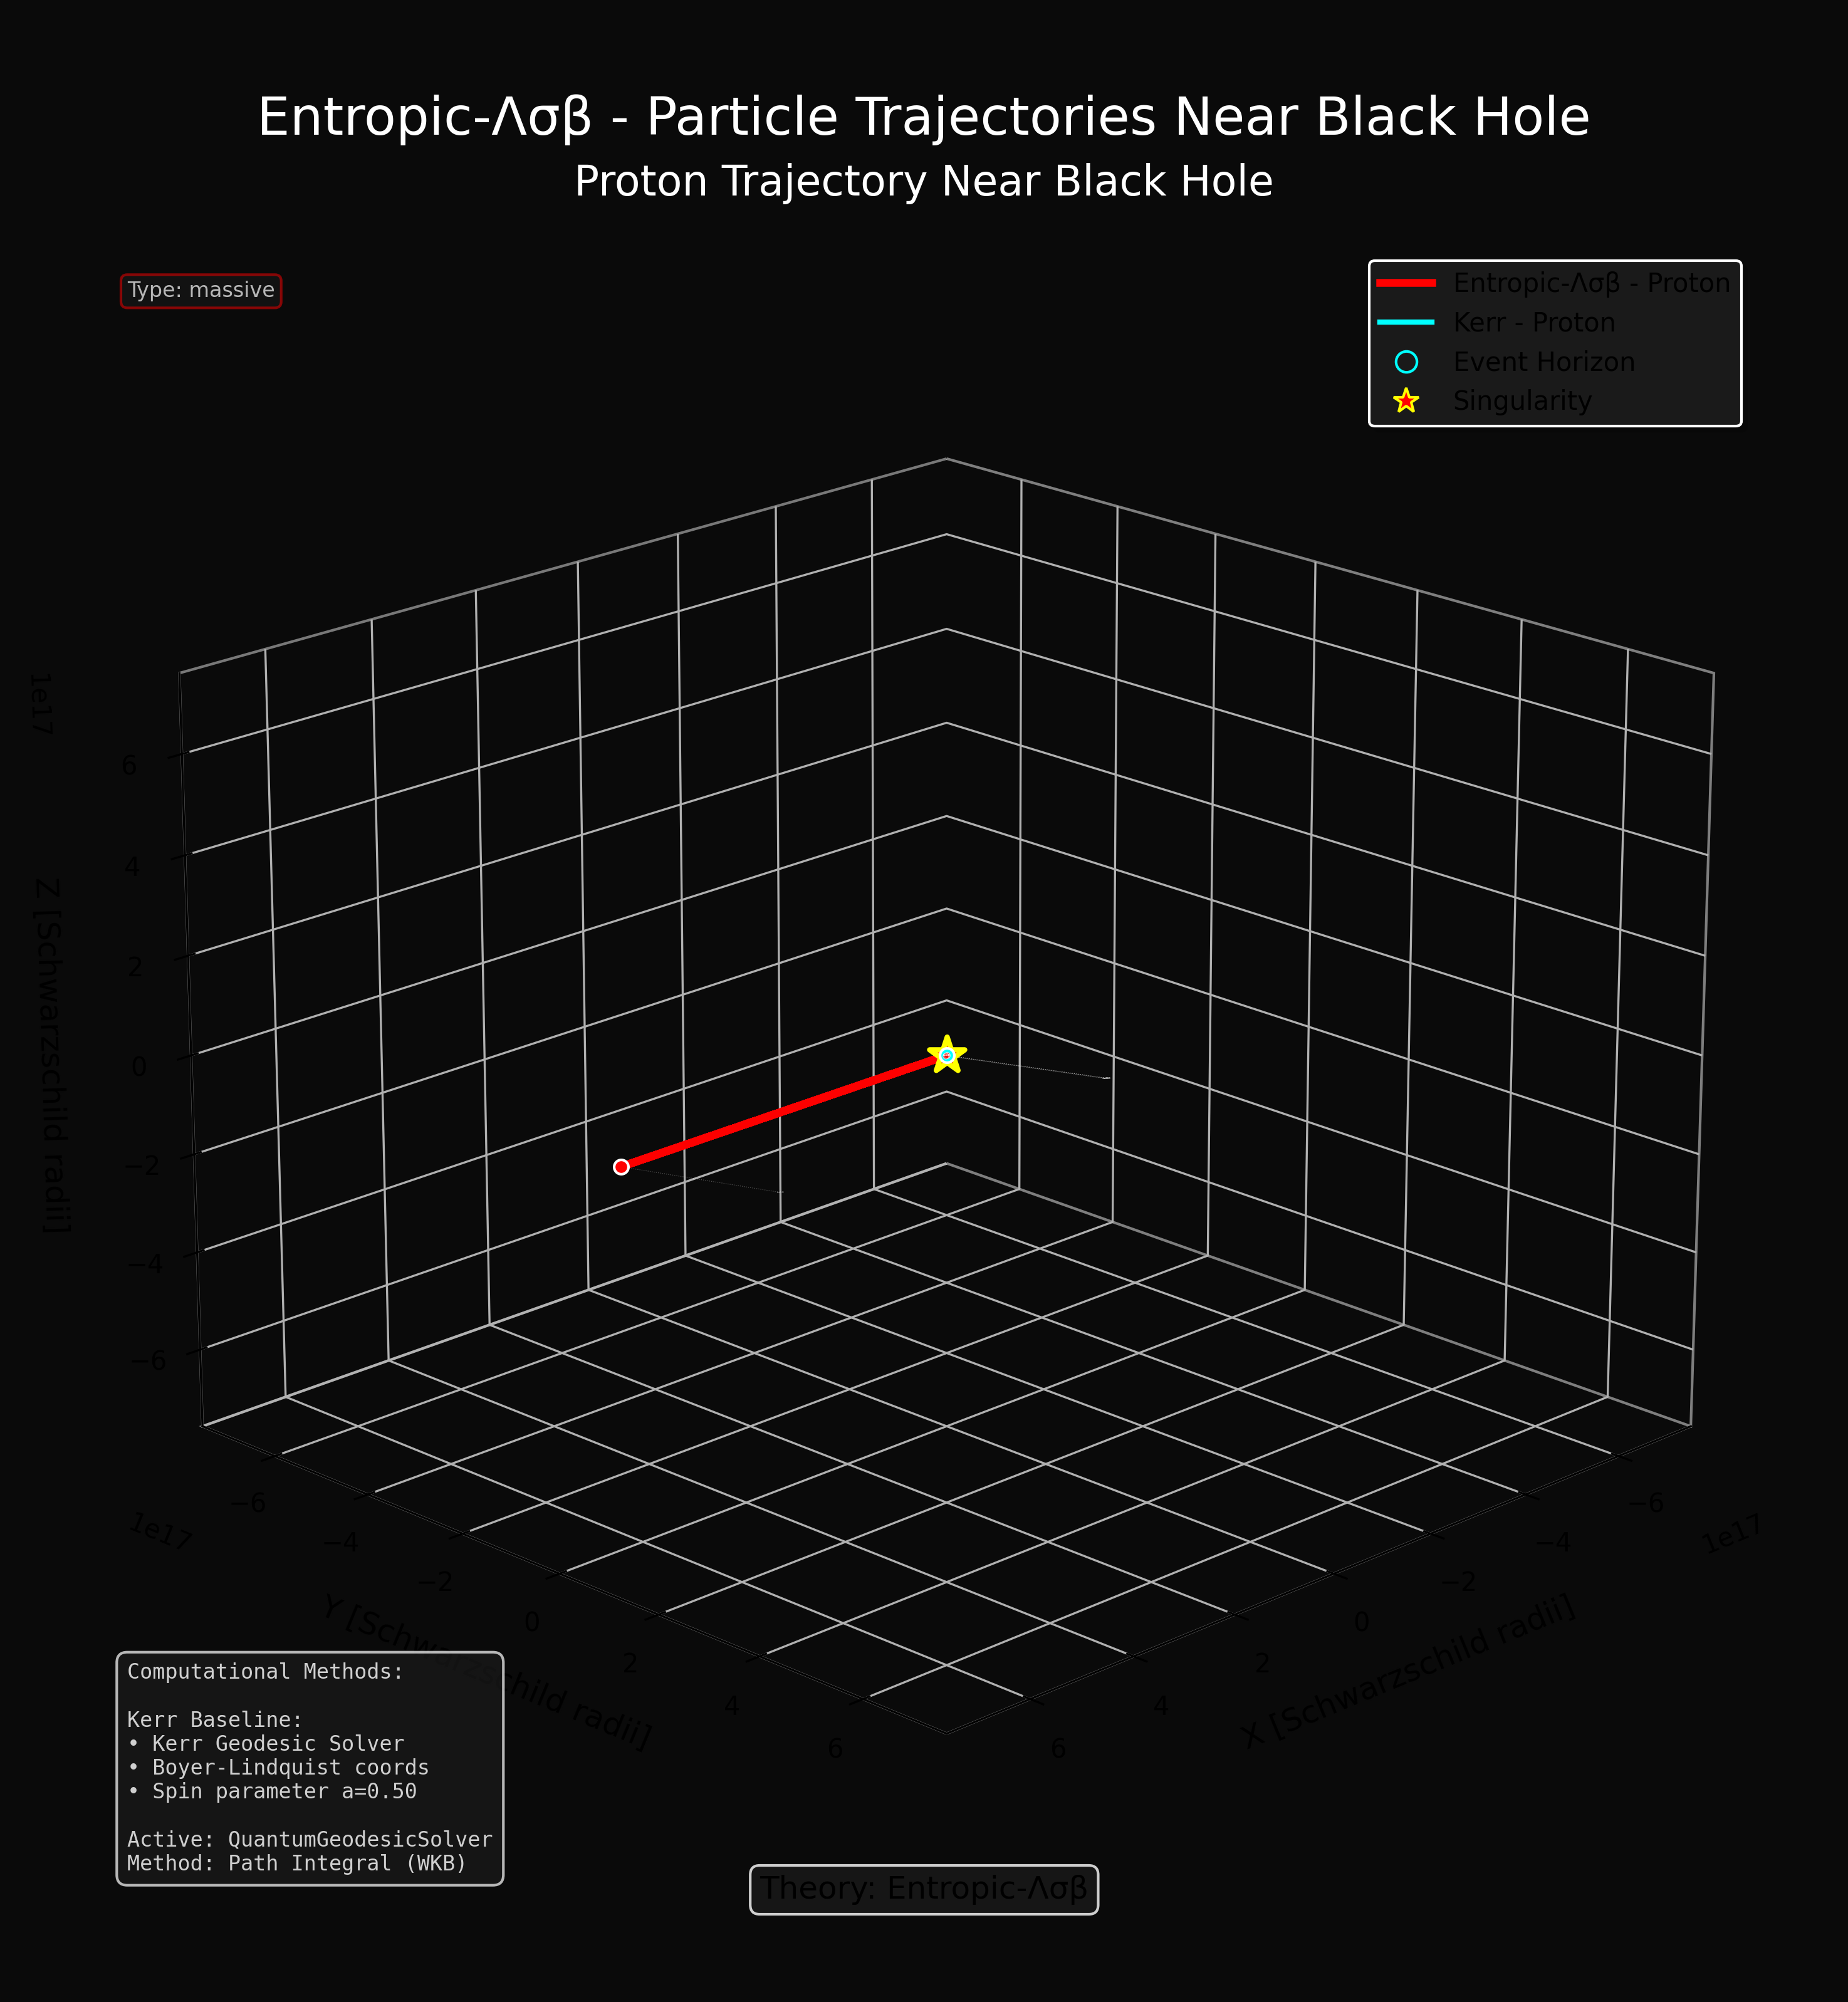 Entropic-Λσβ - Particle Trajectories Near Black Hole
Proton Trajectory Near Black Hole
Type: massive
Entropic-Λσβ - Proton
Kerr - Proton
Event Horizon
Singularity
1e17
6
4
2
0
−2
−4
−6
Z [Schwarzschild radii]
1e17
−6
−4
−2
0
2
4
6
Y [Schwarzschild radii]
6
4
2
0
−2
−4
−6
1e17
X [Schwarzschild radii]
Computational Methods:
Kerr Baseline:
• Kerr Geodesic Solver
• Boyer-Lindquist coords
• Spin parameter a=0.50
Active: QuantumGeodesicSolver
Method: Path Integral (WKB)
Theory: Entropic-Λσβ